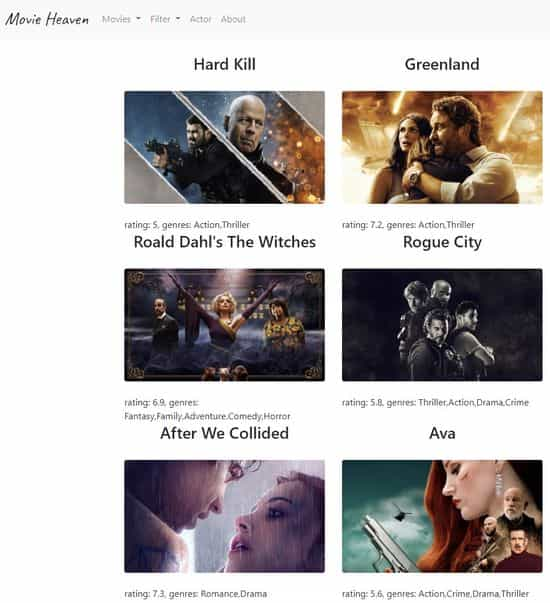 Movie Heaven Movies Filter Actor About
Hard Kill
Greenland
rating: 5, genres: Action,Thriller
rating: 7.2, genres: Action,Thriller
Roald Dahl's The Witches
Rogue City
rating: 6.9, genres:
Fantasy,Family,Adventure,Comedy,Horror
rating: 5.8, genres: Thriller,Action,Drama,Crime
After We Collided
Ava
rating: 7.3, genres: Romance,Drama
rating: 5.6, genres: Action,Crime,Drama,Thriller